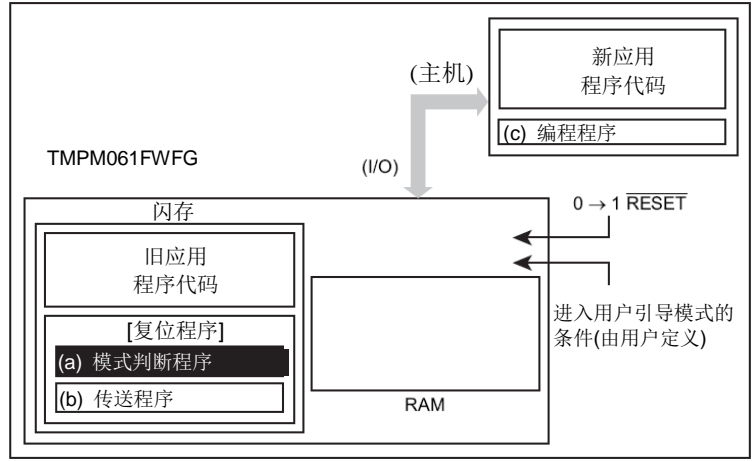 (主机)
新应用
程序代码
(c) 编程程序
TMPM061FWFG
(I/O)
闪存
0 → 1 RESET
旧应用
程序代码
[复位程序]
(a) 模式判断程序
(b) 传送程序
RAM
进入用户引导模式的
条件(由用户定义)